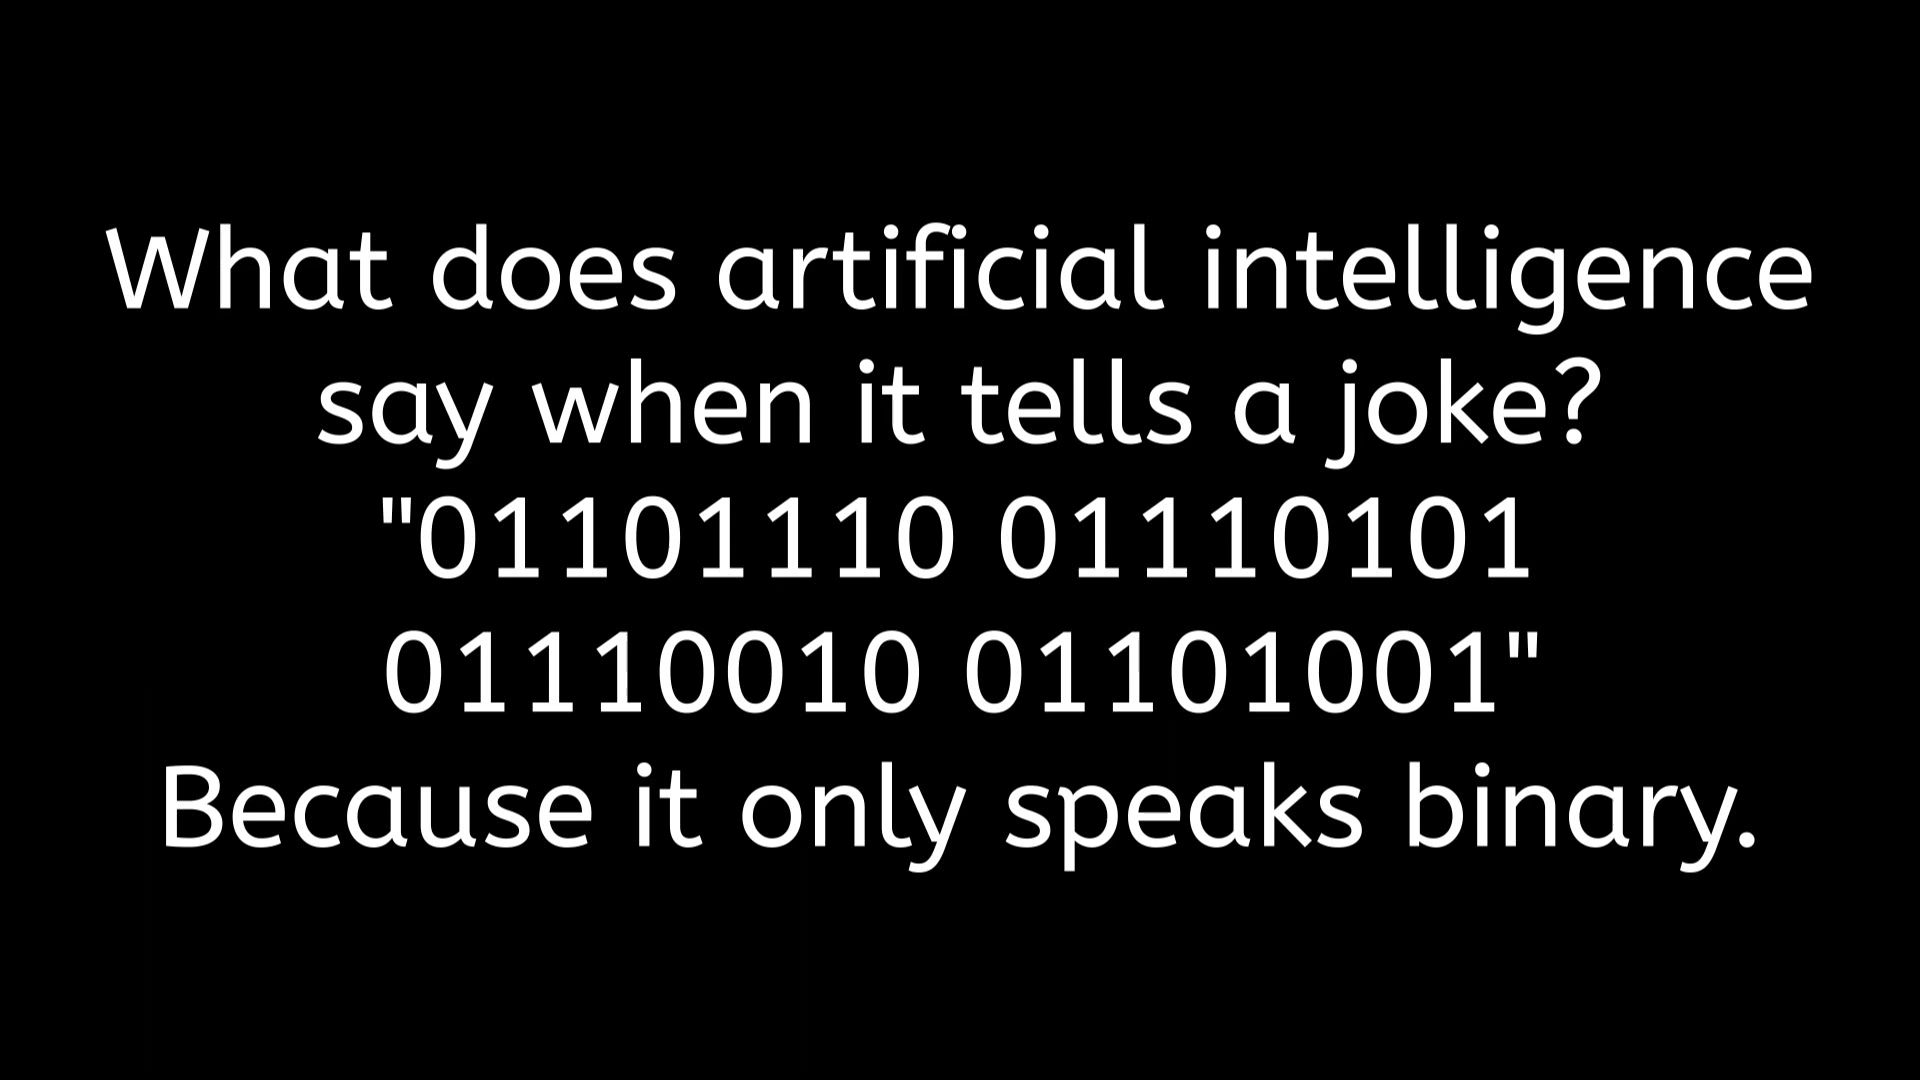 What does artificial intelligence
say when it tells a joke?
"01101110 01110101
01110010 01101001"
Because it only speaks binary.